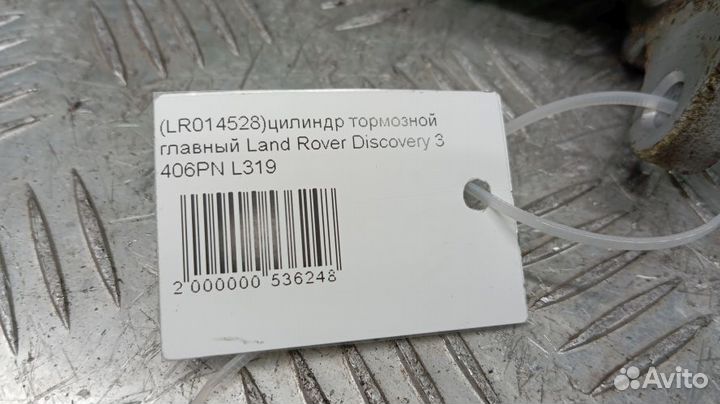 (LR014528)цилиндр тормозной
главный Land Rover Discovery 3
406PN L319
2 000000 536248
Avito